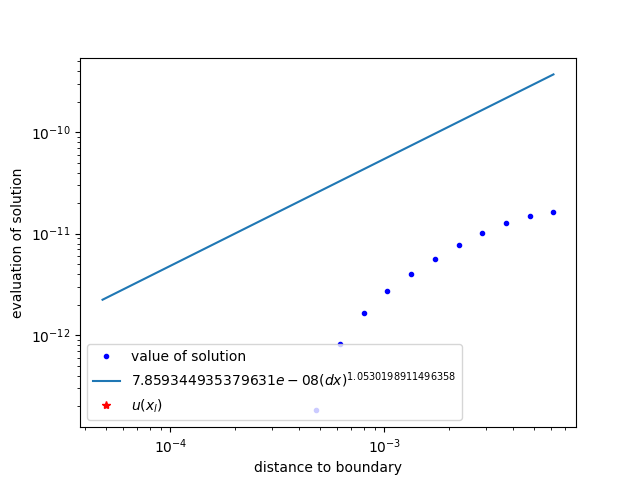 evaluation of solution
10⁻¹⁰
10⁻¹¹
10⁻¹²
value of solution
7.859344935379631e − 08(dx)^1.0530198911496358
u(x_l)
10⁻⁴
10⁻³
distance to boundary